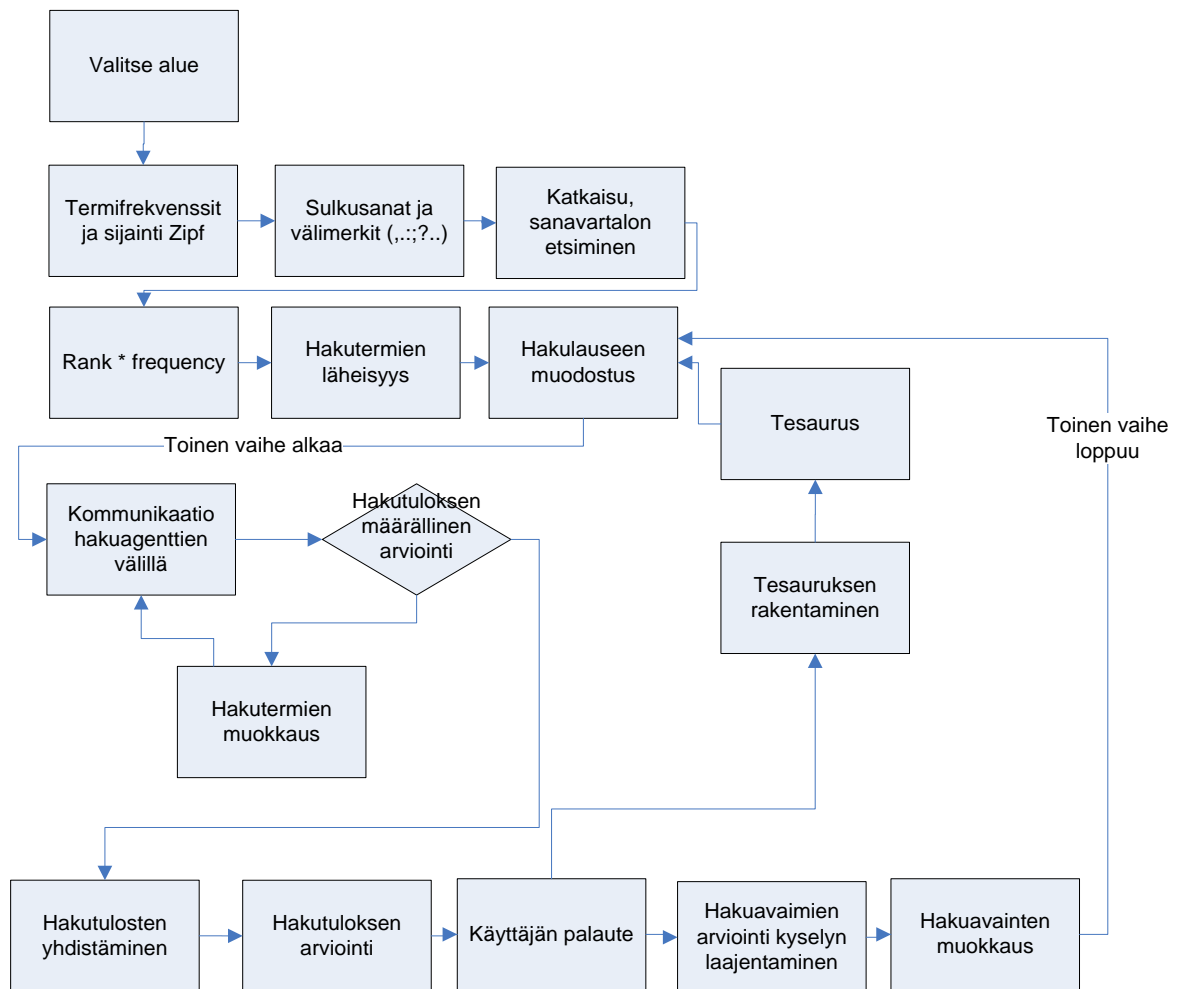 Valitse alue
Termifrekvenssit
ja sijainti Zipf
Sulkusanat ja
välimerkit (,.:;?..)
Katkaisu,
sanavartalon
etsiminen
Rank * frequency
Hakutermien
läheisyys
Hakulauseen
muodostus
Tesaurus
Toinen vaihe
loppuu
Toinen vaihe alkaa
Kommunikaatio
hakuagenttien
välillä
Hakutuloksen
määrällinen
arviointi
Tesauruksen
rakentaminen
Hakutermien
muokkaus
Hakutulosten
yhdistäminen
Hakutuloksen
arviointi
Käyttäjän palaute
Hakuavaimien
arviointi kyselyn
laajentaminen
Hakuavainten
muokkaus